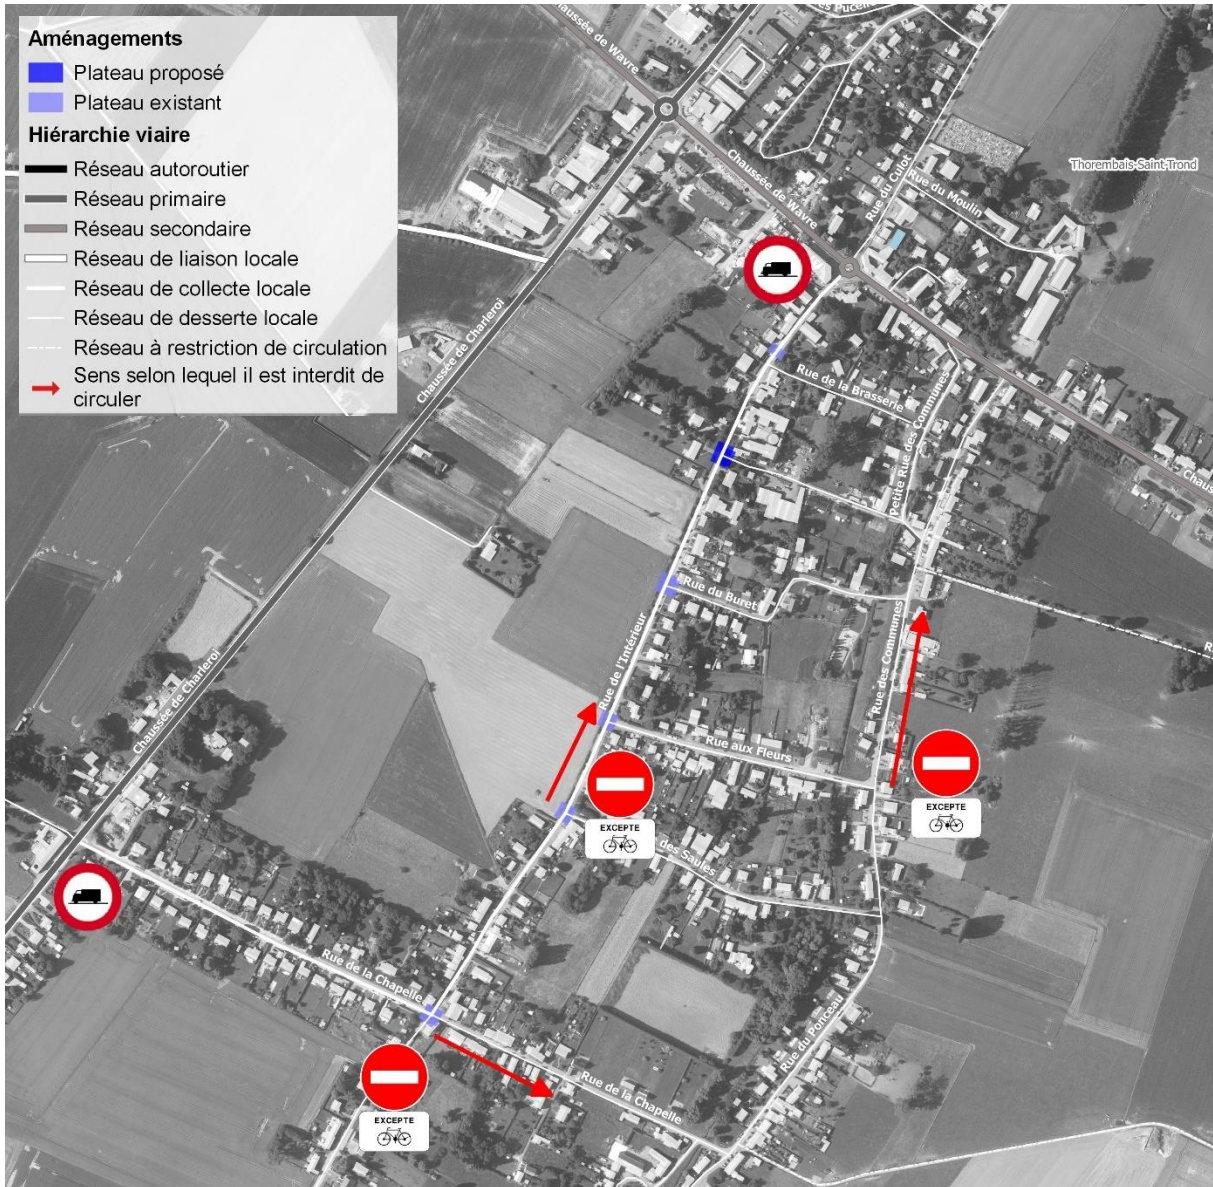 Aménagements
Plateau proposé
Plateau existant
Hiérarchie viaire
Réseau autoroutier
Réseau primaire
Réseau secondaire
Réseau de liaison locale
Réseau de collecte locale
Réseau de desserte locale
Réseau à restriction de circulation
Sens selon lequel il est interdit de
circuler
Chaussée de Wavre
Chaussée de Wavre
Rue du Culot
Rue du Moulin
Thorembais-Saint-Trond
Chaussée de Charleroi
Rue de la Brasserie
Petite Rue des Communes
Rue du Buret
Rue de l'Intérieur
Rue des Communes
Chaussée de Charleroi
Rue aux Fleurs
EXCEPTE
EXCEPTE
des Saules
Rue de la Chapelle
Rue du Ponceau
Rue de la Chapelle
EXCEPTE